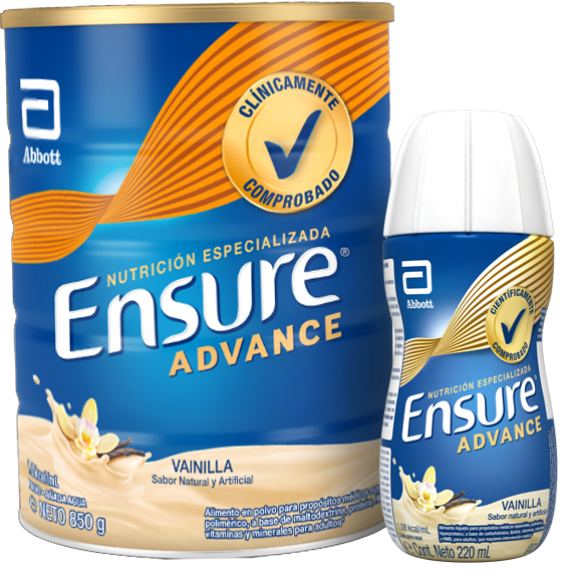 Abbott
CLÍNICAMENTE
COMPROBADO
NUTRICIÓN ESPECIALIZADA
Ensure®
ADVANCE
VAINILLA
Sabor Natural y Artificial
NETO 850 g
Alimento en polvo para propósitos
polimérico, a base de maltodextrina,
vitaminas y minerales para adultos
Abbott
CIENTÍFICAMENTE
COMPROBADO
NUTRICIÓN ESPECIALIZADA
Ensure®
ADVANCE
VAINILLA
Sabor natural y artificial
Cont. Neto 220 mL